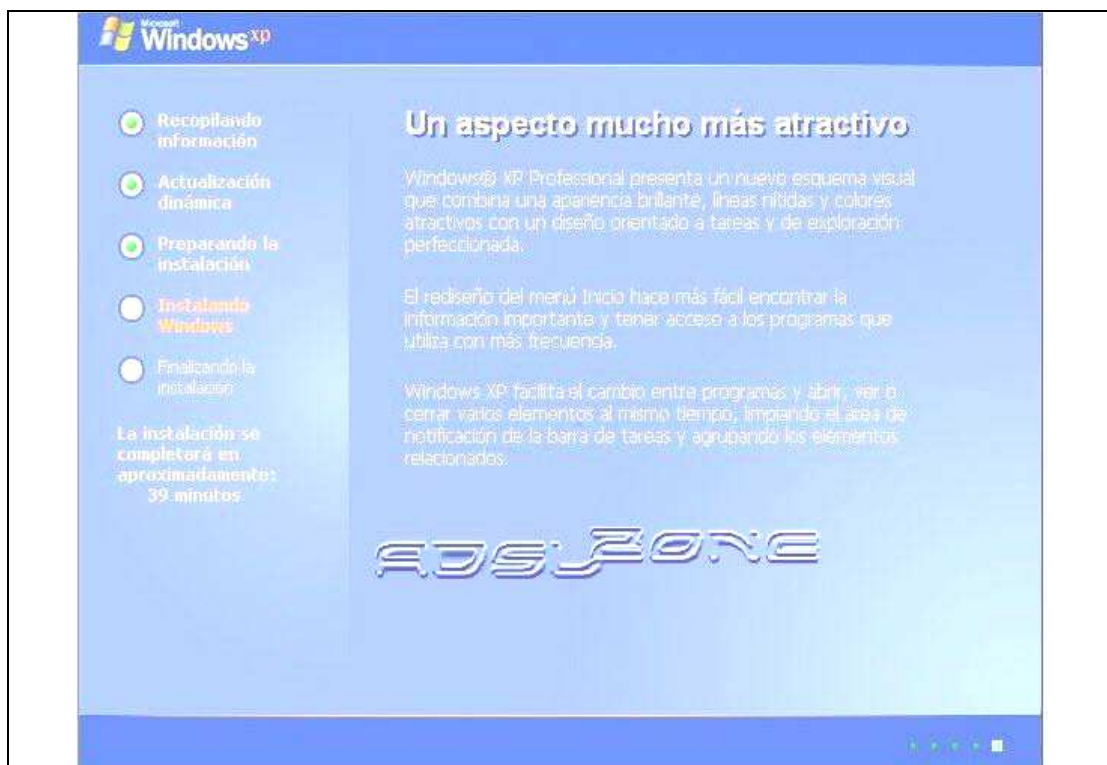 Microsoft
Windows xp
Recopilando
información
Actualización
dinámica
Preparando la
instalación
Instalando
Windows
Finalizando la
instalación
La instalación se
completará en
aproximadamente:
39 minutos
Un aspecto mucho más atractivo
Windows® XP Professional presenta un nuevo esquema visual
que combina una apariencia brillante, líneas nítidas y colores
atractivos con un diseño orientado a tareas y de exploración
perfeccionada.
El rediseño del menú Inicio hace más fácil encontrar la
información importante y tener acceso a los programas que
utiliza con más frecuencia.
Windows XP facilita el cambio entre programas y abrir, ver o
cerrar varios elementos al mismo tiempo, limpiando el área de
notificación de la barra de tareas y agrupando los elementos
relacionados.
ADSLZONE